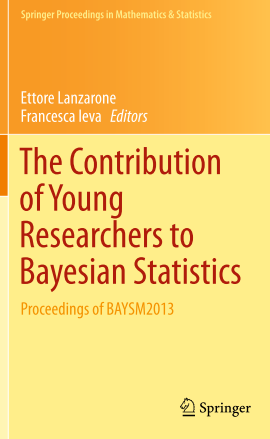 Springer Proceedings in Mathematics & Statistics
Ettore Lanzarone
Francesca Ieva Editors
The Contribution
of Young
Researchers to
Bayesian Statistics
Proceedings of BAYSM2013
Springer